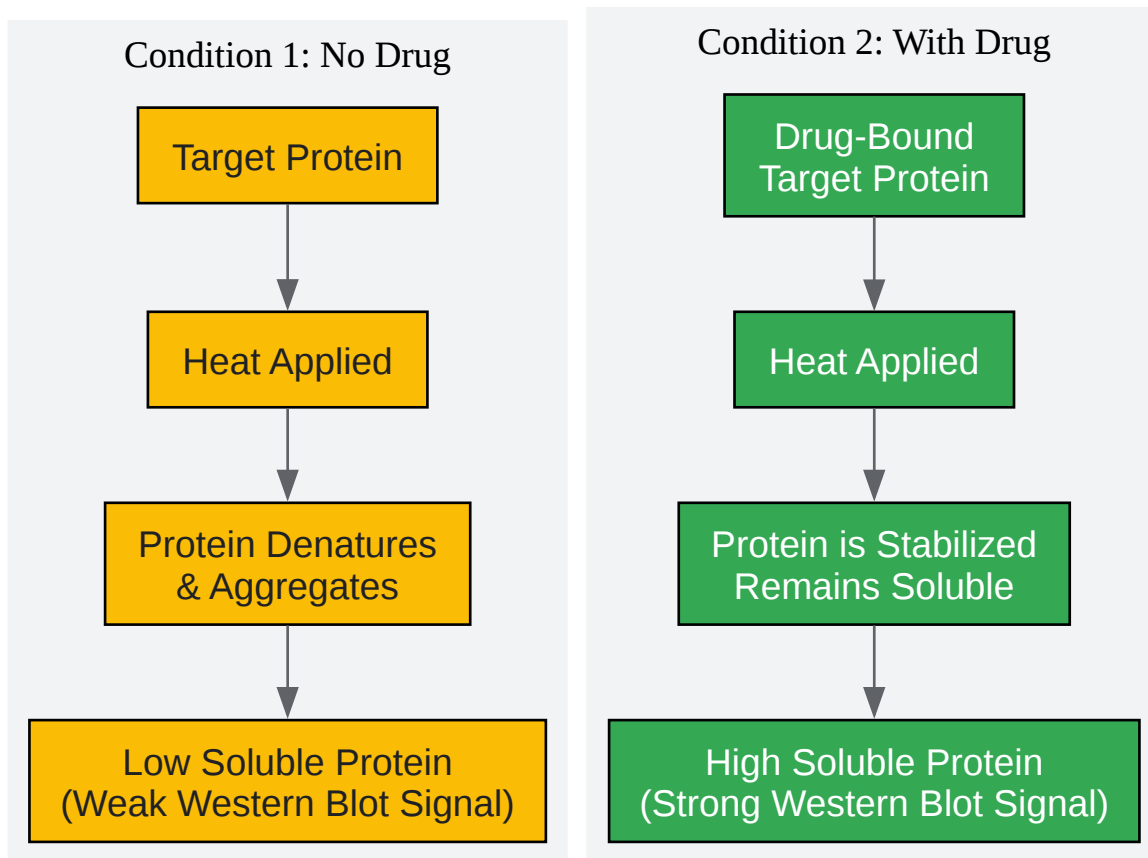 Condition 1: No Drug
Target Protein
Heat Applied
Protein Denatures
& Aggregates
Low Soluble Protein
(Weak Western Blot Signal)
Condition 2: With Drug
Drug-Bound
Target Protein
Heat Applied
Protein is Stabilized
Remains Soluble
High Soluble Protein
(Strong Western Blot Signal)